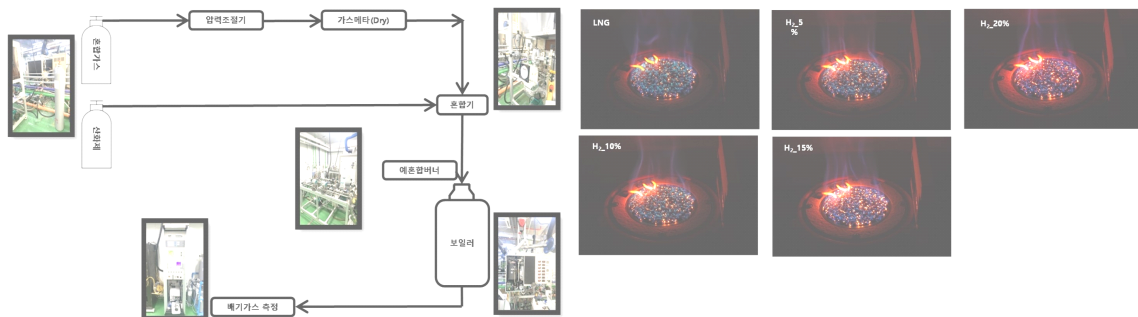 혼합가스
압력조절기
가스메타(Dry)
산화제
혼합기
예혼합버너
보일러
배기가스 측정
LNG
H₂_5
%
H₂_20%
H₂_10%
H₂_15%